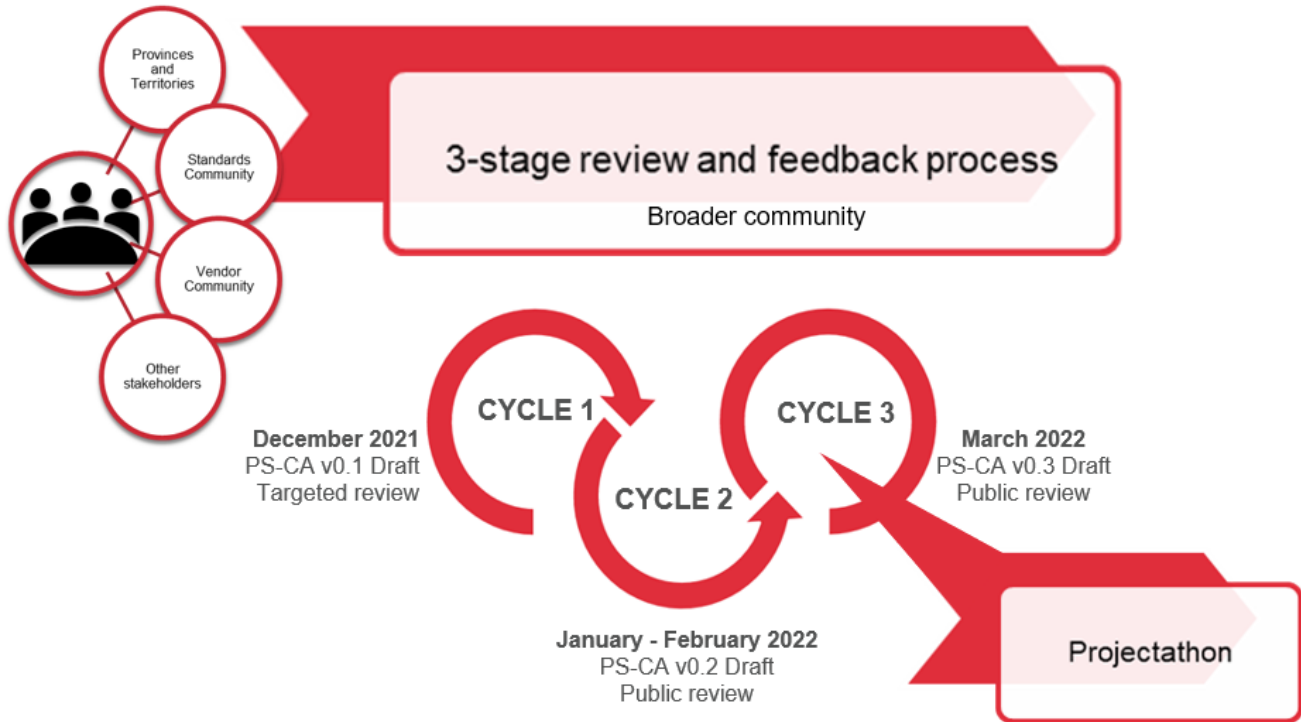 Provinces
and
Territories
Standards
Community
Vendor
Community
Other
stakeholders
3-stage review and feedback process
Broader community
CYCLE 1
December 2021
PS-CA v0.1 Draft
Targeted review
CYCLE 2
January - February 2022
PS-CA v0.2 Draft
Public review
CYCLE 3
March 2022
PS-CA v0.3 Draft
Public review
Projectathon